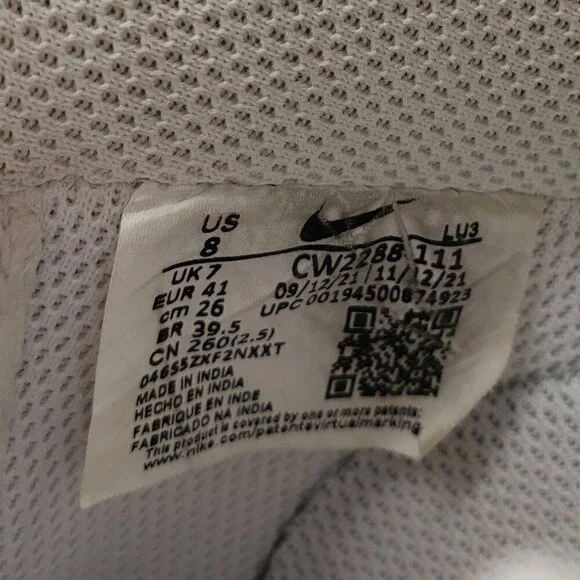 US
8
UK 7
EUR 41
cm 26
BR 39.5
CN 260(2.5)
LU3
CW2288 111
09/12/21 /11/12/21
UPC 00194500874923
04655ZXF2NXXT
MADE IN INDIA
HECHO EN INDIA
FABRIQUE EN INDE
FABRICADO NA INDIA
This product is covered by one or more patents:
www.nike.com/patentsvirtualmarking